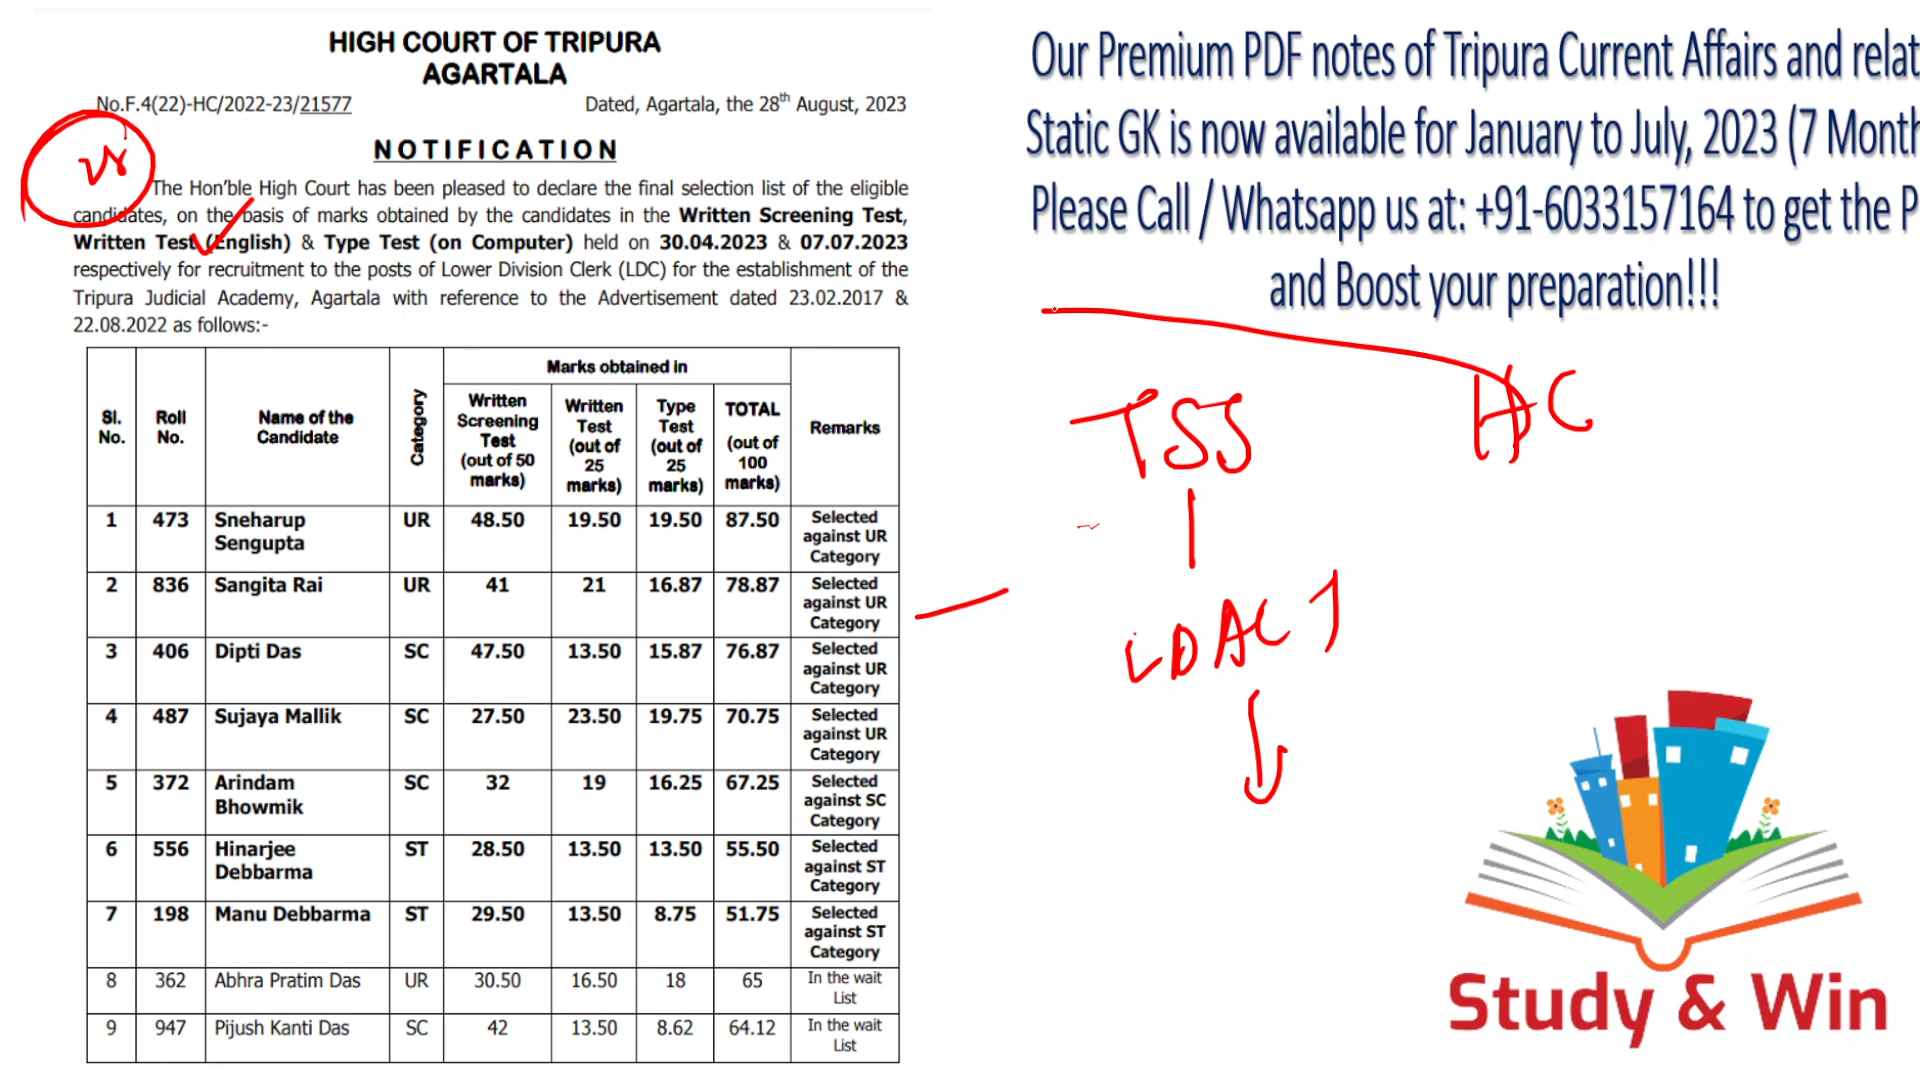 HIGH COURT OF TRIPURA
AGARTALA
No.F.4(22)-HC/2022-23/21577 Dated, Agartala, the 28th August, 2023
NOTIFICATION
The Hon'ble High Court has been pleased to declare the final selection list of the eligible
candidates, on the basis of marks obtained by the candidates in the Written Screening Test,
Written Test (English) & Type Test (on Computer) held on 30.04.2023 & 07.07.2023
respectively for recruitment to the posts of Lower Division Clerk (LDC) for the establishment of the
Tripura Judicial Academy, Agartala with reference to the Advertisement dated 23.02.2017 &
22.08.2022 as follows:-
Sl. No. Roll No. Name of the Candidate Category Marks obtained in Remarks
Written Screening Test (out of 50 marks) Written Test (out of 25 marks) Type Test (out of 25 marks) TOTAL (out of 100 marks)
1 473 Sneharup Sengupta UR 48.50 19.50 19.50 87.50 Selected against UR Category
2 836 Sangita Rai UR 41 21 16.87 78.87 Selected against UR Category
3 406 Dipti Das SC 47.50 13.50 15.87 76.87 Selected against UR Category
4 487 Sujaya Mallik SC 27.50 23.50 19.75 70.75 Selected against UR Category
5 372 Arindam Bhowmik SC 32 19 16.25 67.25 Selected against SC Category
6 556 Hinarjee Debbarma ST 28.50 13.50 13.50 55.50 Selected against ST Category
7 198 Manu Debbarma ST 29.50 13.50 8.75 51.75 Selected against ST Category
8 362 Abhra Pratim Das UR 30.50 16.50 18 65 In the wait List
9 947 Pijush Kanti Das SC 42 13.50 8.62 64.12 In the wait List
Our Premium PDF notes of Tripura Current Affairs and relat
Static GK is now available for January to July, 2023 (7 Month
Please Call / Whatsapp us at: +91-6033157164 to get the P
and Boost your preparation!!!
TSS HC
Study & Win